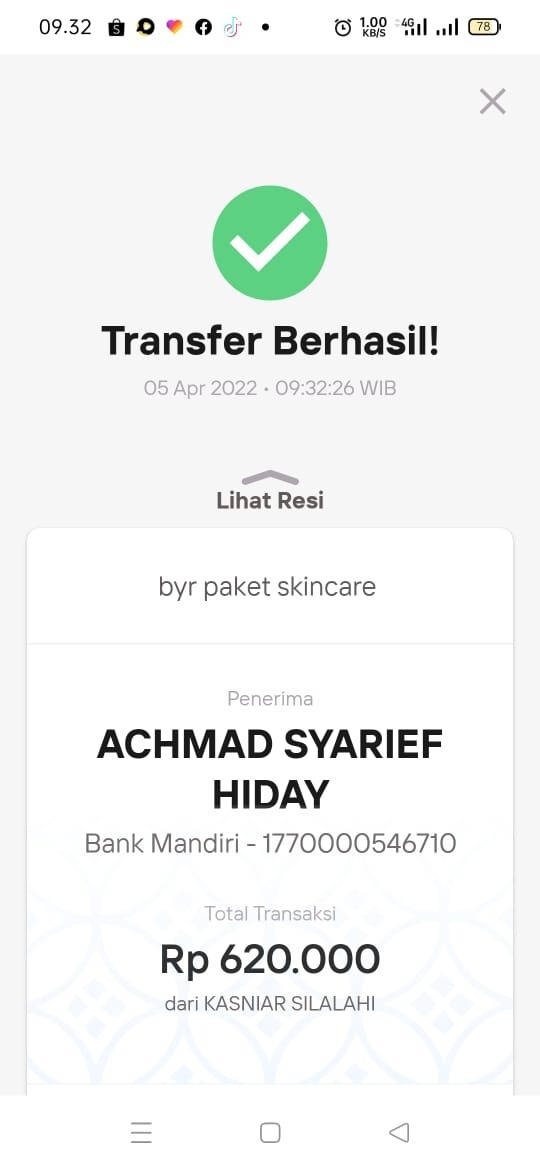 09.32
1.00
KB/S
4G
78
Transfer Berhasil!
05 Apr 2022 • 09:32:26 WIB
Lihat Resi
byr paket skincare
Penerima
ACHMAD SYARIEF
HIDAY
Bank Mandiri - 1770000546710
Total Transaksi
Rp 620.000
dari KASNIAR SILALAHI